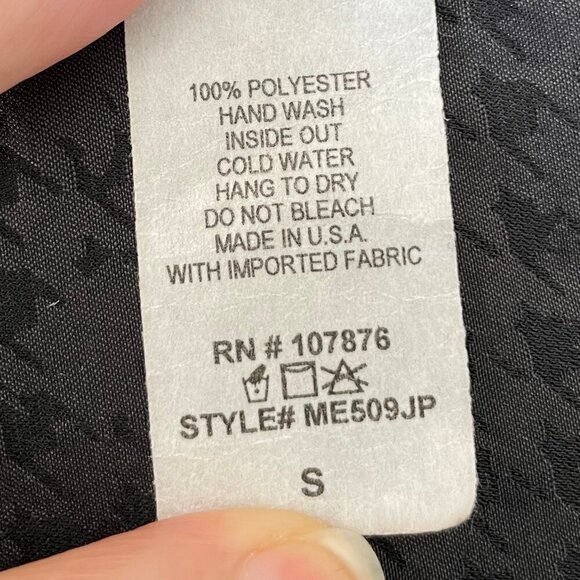 100% POLYESTER
HAND WASH
INSIDE OUT
COLD WATER
HANG TO DRY
DO NOT BLEACH
MADE IN U.S.A.
WITH IMPORTED FABRIC
RN # 107876
STYLE# ME509JP
S